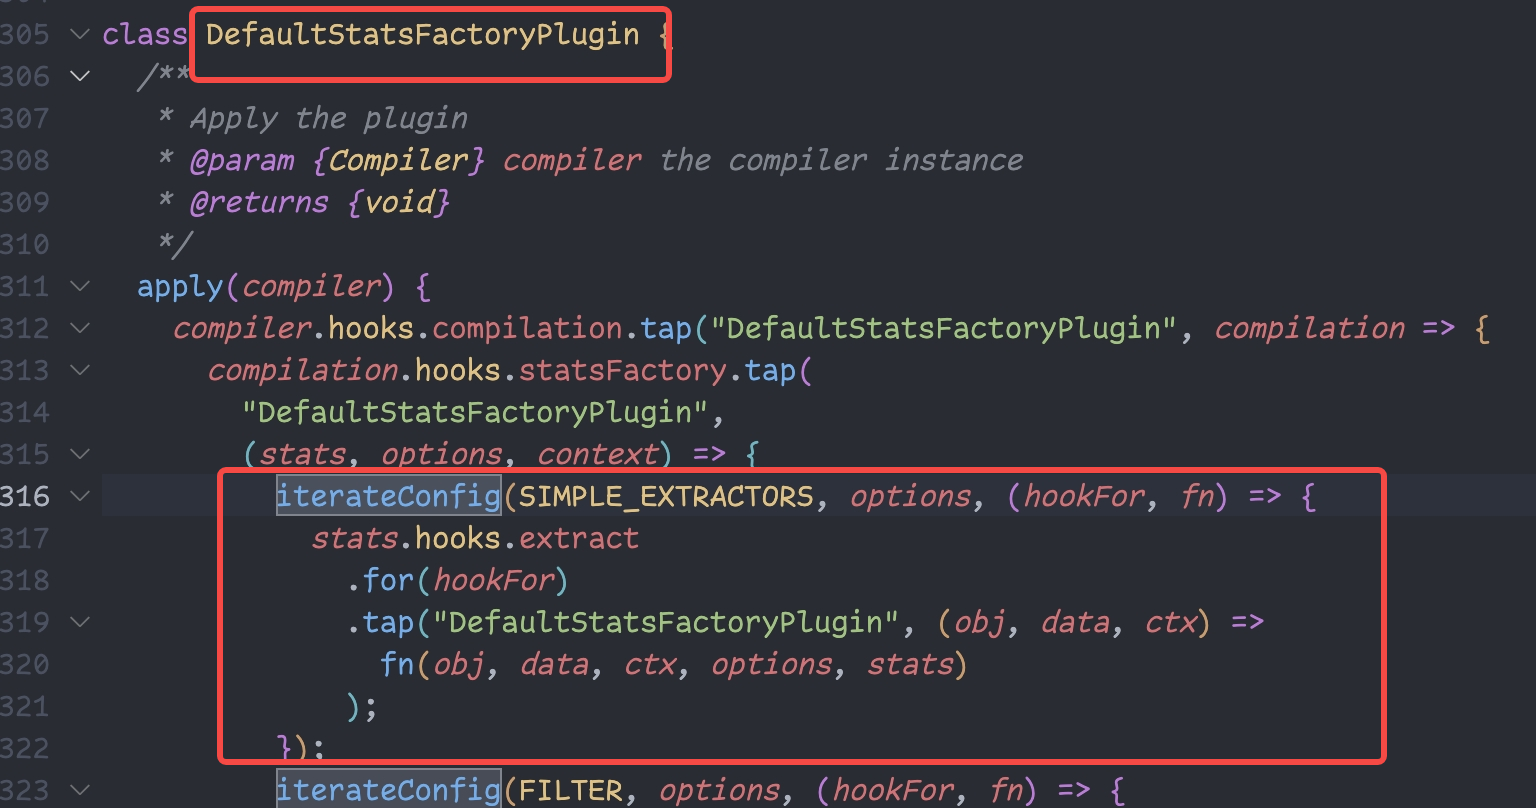 305 class DefaultStatsFactoryPlugin {
306 /**
307 * Apply the plugin
308 * @param {Compiler} compiler the compiler instance
309 * @returns {void}
310 */
311 apply(compiler) {
312 compiler.hooks.compilation.tap("DefaultStatsFactoryPlugin", compilation => {
313 compilation.hooks.statsFactory.tap(
314 "DefaultStatsFactoryPlugin",
315 (stats, options, context) => {
316 iterateConfig(SIMPLE_EXTRACTORS, options, (hookFor, fn) => {
317 stats.hooks.extract
318 .for(hookFor)
319 .tap("DefaultStatsFactoryPlugin", (obj, data, ctx) =>
320 fn(obj, data, ctx, options, stats)
321 );
322 });
323 iterateConfig(FILTER, options, (hookFor, fn) => {